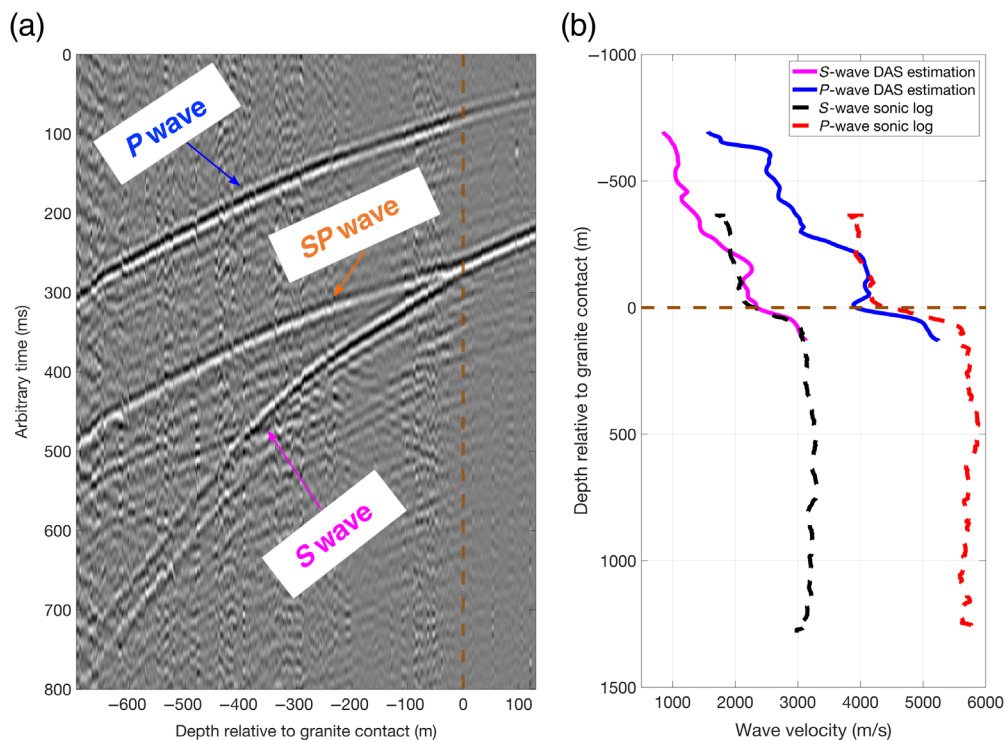 (a)
0
100
200
300
400
500
600
700
800
Arbitrary time (ms)
P wave
SP wave
S wave
−600
−500
−400
−300
−200
−100
0
100
Depth relative to granite contact (m)
(b)
−1000
−500
0
500
1000
1500
Depth relative to granite contact (m)
S-wave DAS estimation
P-wave DAS estimation
S-wave sonic log
P-wave sonic log
1000
2000
3000
4000
5000
6000
Wave velocity (m/s)